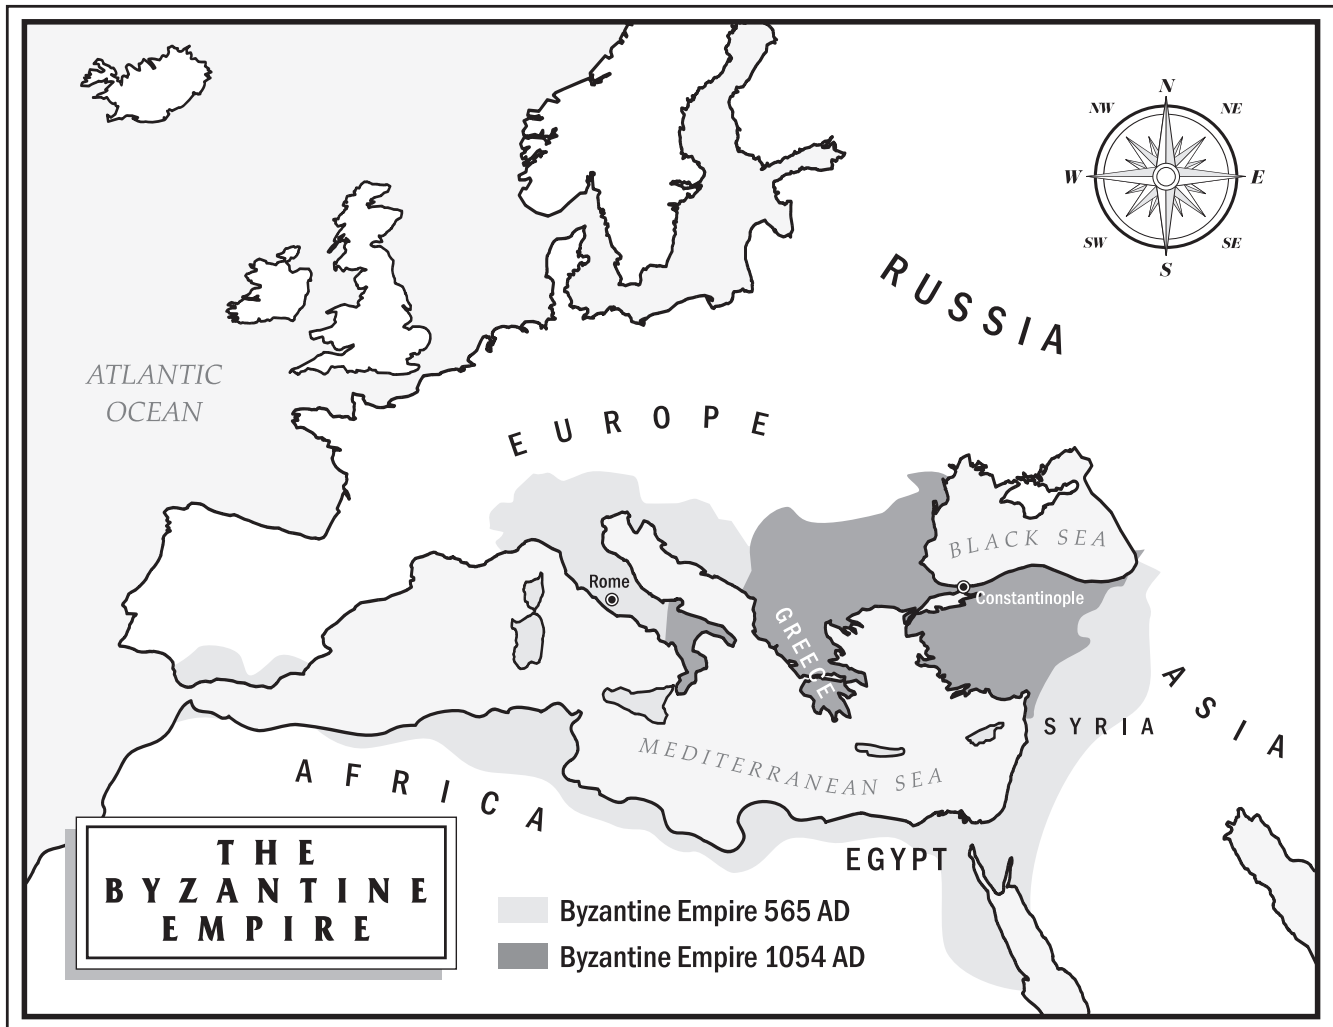 N
NW
NE
W
E
SW
SE
S
RUSSIA
ATLANTIC
OCEAN
EUROPE
BLACK SEA
Rome
Constantinople
GREECE
ASIA
SYRIA
MEDITERRANEAN SEA
AFRICA
EGYPT
THE
BYZANTINE
EMPIRE
Byzantine Empire 565 AD
Byzantine Empire 1054 AD